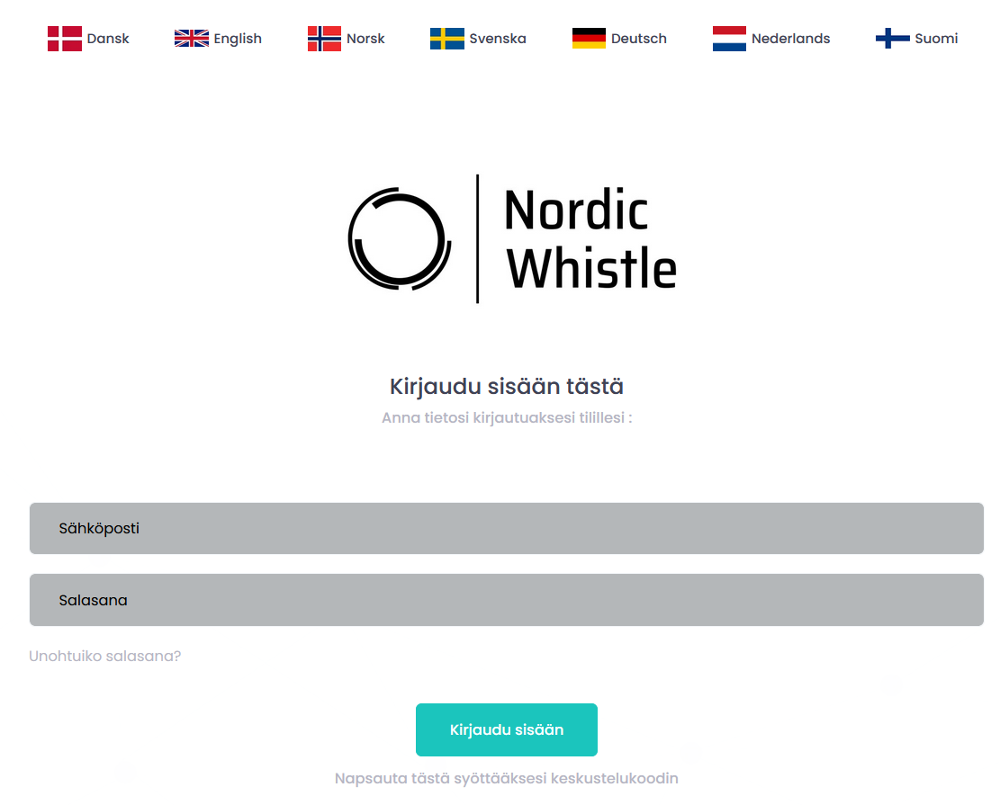 Dansk English Norsk Svenska Deutsch Nederlands Suomi
Nordic
Whistle
Kirjaudu sisään tästä
Anna tietosi kirjautuaksesi tilillesi :
Sähköposti
Salasana
Unohtuiko salasana?
Kirjaudu sisään
Napsauta tästä syöttääksesi keskustelukoodin